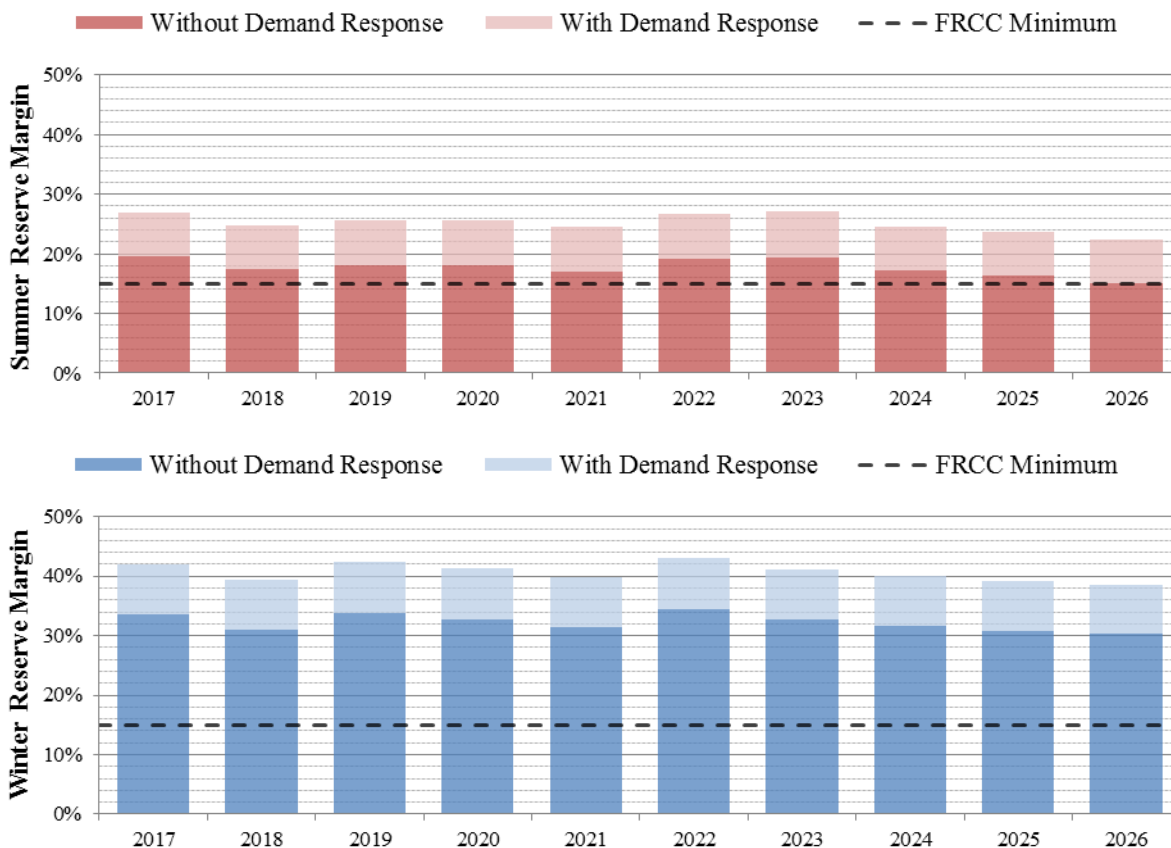 Without Demand Response With Demand Response FRCC Minimum
Summer Reserve Margin
50%
40%
30%
20%
10%
0%
2017 2018 2019 2020 2021 2022 2023 2024 2025 2026
Without Demand Response With Demand Response FRCC Minimum
Winter Reserve Margin
50%
40%
30%
20%
10%
0%
2017 2018 2019 2020 2021 2022 2023 2024 2025 2026